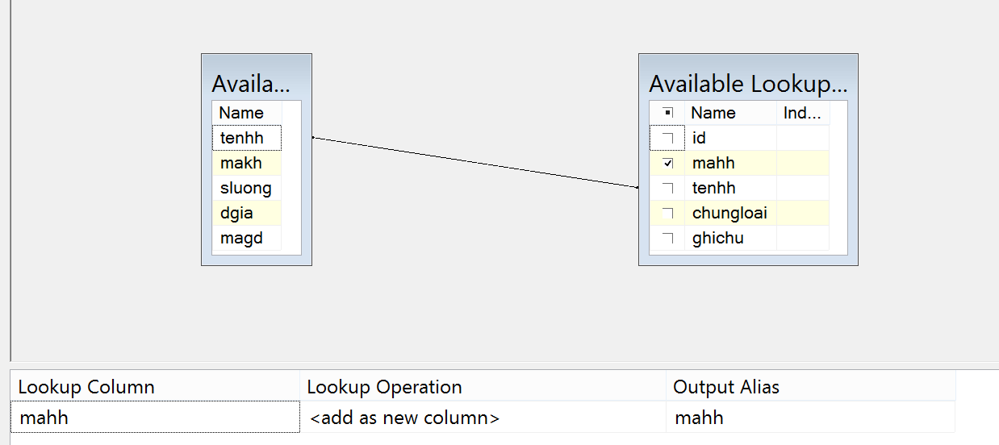 Availa...
Name
tenhh
makh
sluong
dgia
magd
Available Lookup...
Name Ind...
id
mahh
tenhh
chungloai
ghichu
Lookup Column Lookup Operation Output Alias
mahh <add as new column> mahh